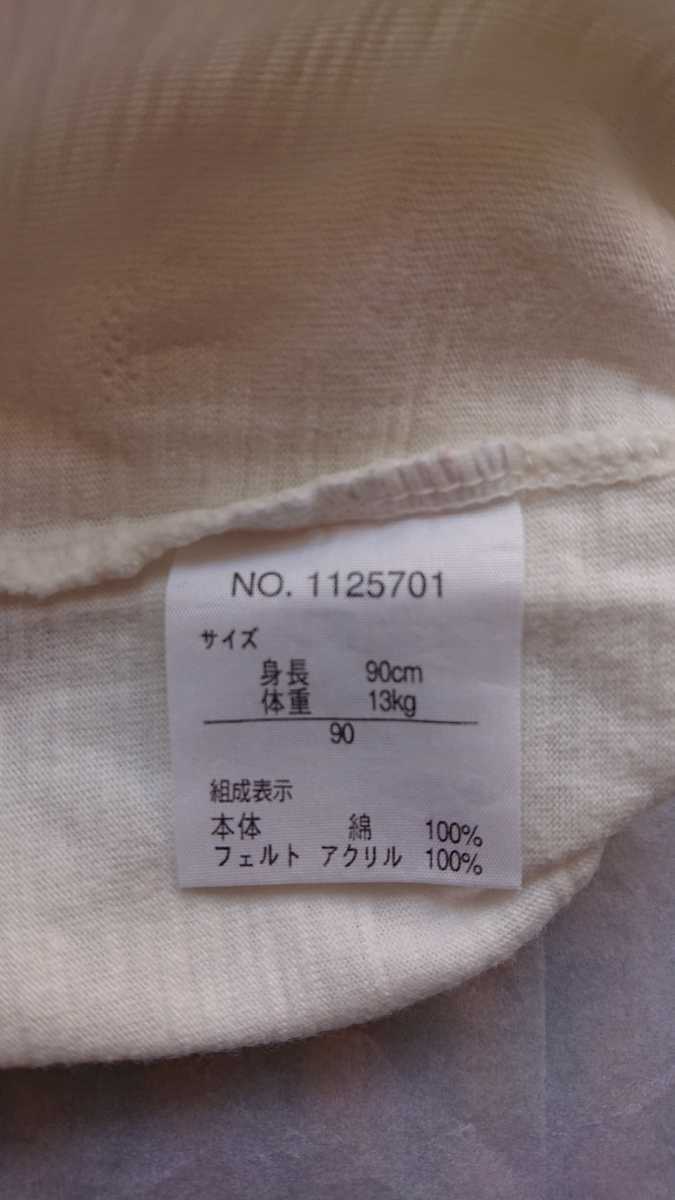 NO. 1125701
サイズ
身長 90cm
体重 13kg
90
組成表示
本体 綿 100%
フェルト アクリル 100%